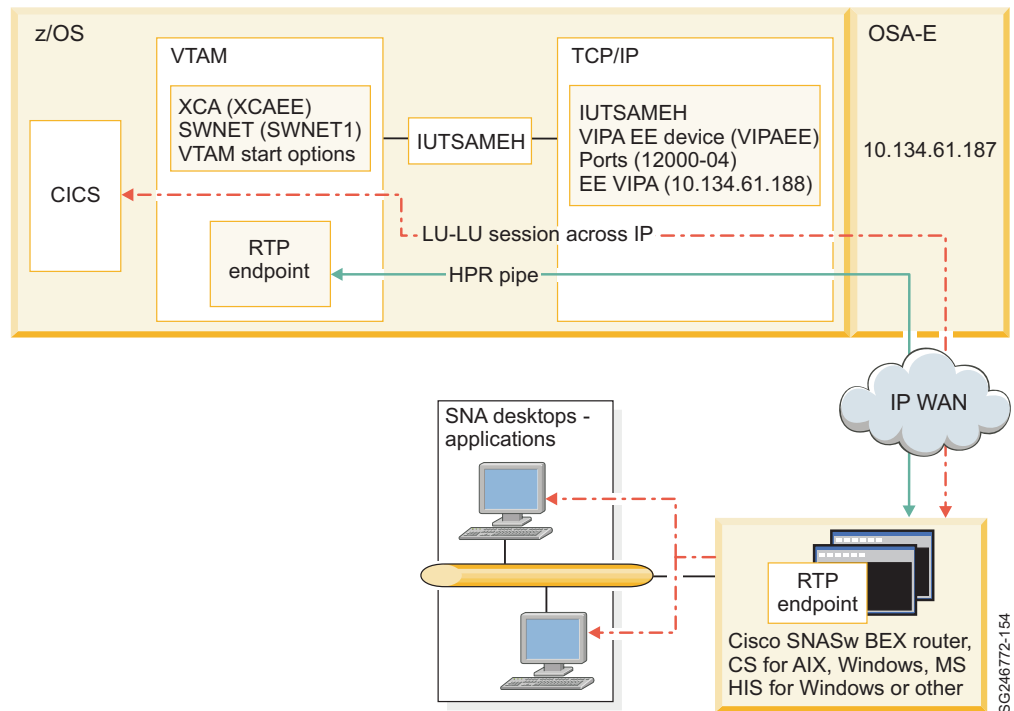 z/OS
VTAM
TCP/IP
OSA-E
XCA (XCAEE)
SWNET (SWNET1)
VTAM start options
IUTSAMEH
IUTSAMEH
VIPA EE device (VIPAEE)
Ports (12000-04)
EE VIPA (10.134.61.188)
10.134.61.187
CICS
LU-LU session across IP
RTP
endpoint
HPR pipe
IP WAN
SNA desktops -
applications
RTP
endpoint
Cisco SNASw BEX router,
CS for AIX, Windows, MS
HIS for Windows or other
SG246772-154